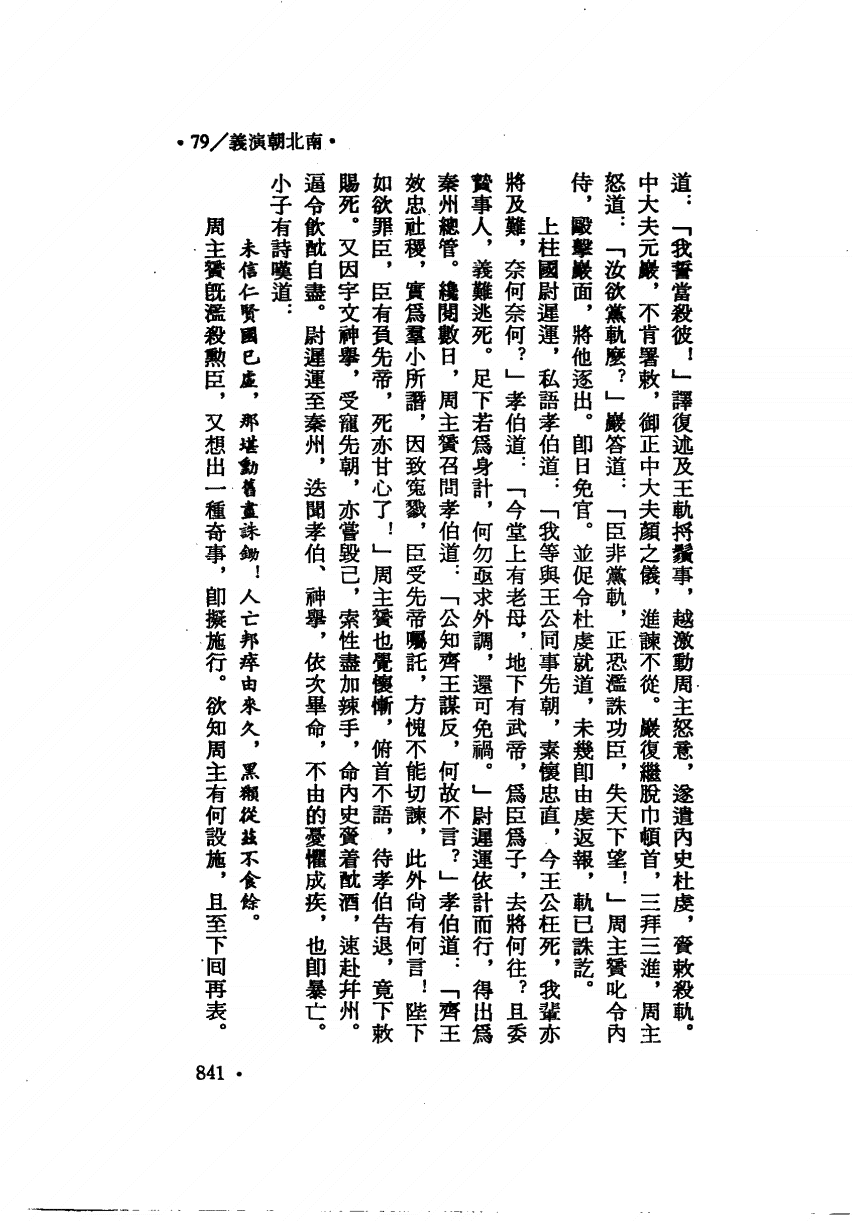 •79/義演朝北南•
道：「我誓當殺彼！」譯復述及王軌捋鬚事，越激動周主怒意，遂遣內史杜虔，齎敕殺軌。
中大夫元巖，不肯署敕，御正中大夫顏之儀，進諫不從。巖復繼脫巾頓首，三拜三進，周主
怒道：「汝欲黨軌麼？」巖答道：「臣非黨軌，正恐濫誅功臣，失天下望！」周主贇叱令內
侍，毆擊巖面，將他逐出。卽日免官。並促令杜虔就道，未幾卽由虔返報，軌已誅訖。
上柱國尉遲運，私語孝伯道：「我等與王公同事先朝，素懷忠直，今王公枉死，我輩亦
將及難，奈何奈何？」孝伯道：「今堂上有老母，地下有武帝，爲臣爲子，去將何往？且委
贄事人，義難逃死。足下若爲身計，何勿亟求外調，還可免禍。」尉遲運依計而行，得出爲
秦州總管。纔閱數日，周主贇召問孝伯道：「公知齊王謀反，何故不言？」孝伯道：「齊王
效忠社稷，實爲羣小所譖，因致寃戮，臣受先帝囑託，方愧不能切諫，此外尙有何言！陛下
如欲罪臣，臣有負先帝，死亦甘心了！」周主贇也覺懷慚，俯首不語，待孝伯告退，竟下敕
賜死。又因宇文神舉，受寵先朝，亦嘗毀己，索性盡加辣手，命內史齎着酖酒，速赴幷州。
逼令飲酖自盡。尉遲運至秦州，迭聞孝伯、神舉，依次畢命，不由的憂懼成疾，也卽暴亡。
小子有詩嘆道：
未信仁賢國已虛，那堪勳舊盡誅鋤！人亡邦瘁由來久，黑獺從茲不食餘。
周主贇旣濫殺勳臣，又想出一種奇事，卽擬施行。欲知周主有何設施，且至下回再表。
841•